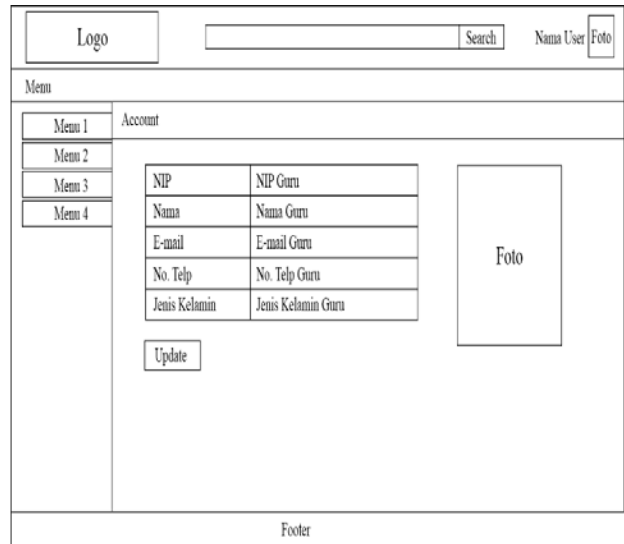 Logo
Search
Nama User
Foto
Menu
Menu 1
Menu 2
Menu 3
Menu 4
Account
NIP NIP Guru
Nama Nama Guru
E-mail E-mail Guru
No. Telp No. Telp Guru
Jenis Kelamin Jenis Kelamin Guru
Foto
Update
Footer